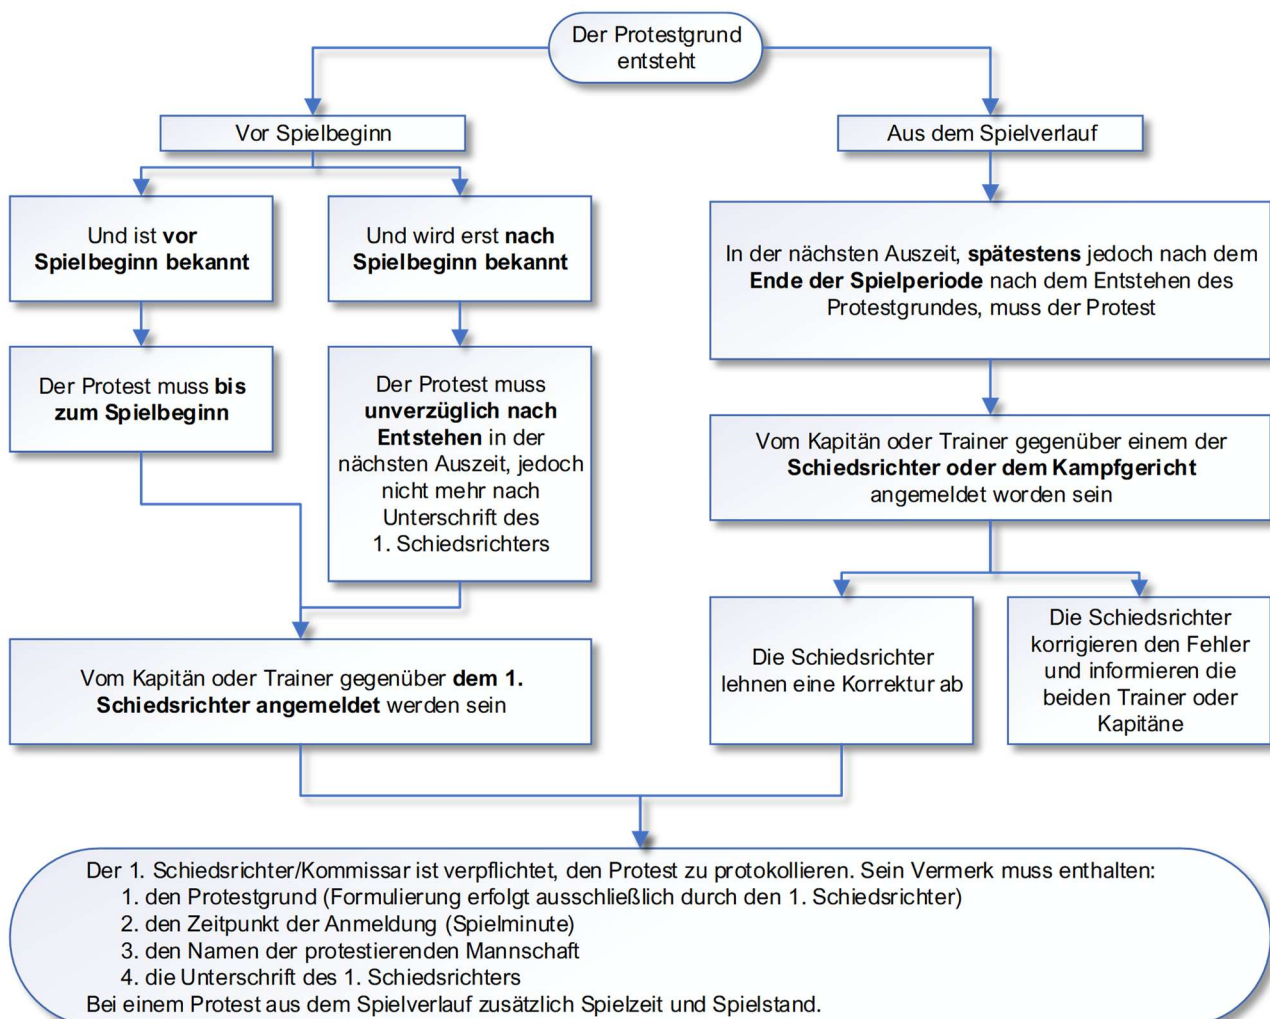 Der Protestgrund
entsteht
Vor Spielbeginn
Aus dem Spielverlauf
Und ist vor
Spielbeginn bekannt
Und wird erst nach
Spielbeginn bekannt
In der nächsten Auszeit, spätestens jedoch nach dem
Ende der Spielperiode nach dem Entstehen des
Protestgrundes, muss der Protest
Der Protest muss bis
zum Spielbeginn
Der Protest muss
unverzüglich nach
Entstehen in der
nächsten Auszeit, jedoch
nicht mehr nach
Unterschrift des
1. Schiedsrichters
Vom Kapitän oder Trainer gegenüber einem der
Schiedsrichter oder dem Kampfgericht
angemeldet worden sein
Vom Kapitän oder Trainer gegenüber dem 1.
Schiedsrichter angemeldet werden sein
Die Schiedsrichter
lehnen eine Korrektur ab
Die Schiedsrichter
korrigieren den Fehler
und informieren die
beiden Trainer oder
Kapitäne
Der 1. Schiedsrichter/Kommissar ist verpflichtet, den Protest zu protokollieren. Sein Vermerk muss enthalten:
1. den Protestgrund (Formulierung erfolgt ausschließlich durch den 1. Schiedsrichter)
2. den Zeitpunkt der Anmeldung (Spielminute)
3. den Namen der protestierenden Mannschaft
4. die Unterschrift des 1. Schiedsrichters
Bei einem Protest aus dem Spielverlauf zusätzlich Spielzeit und Spielstand.